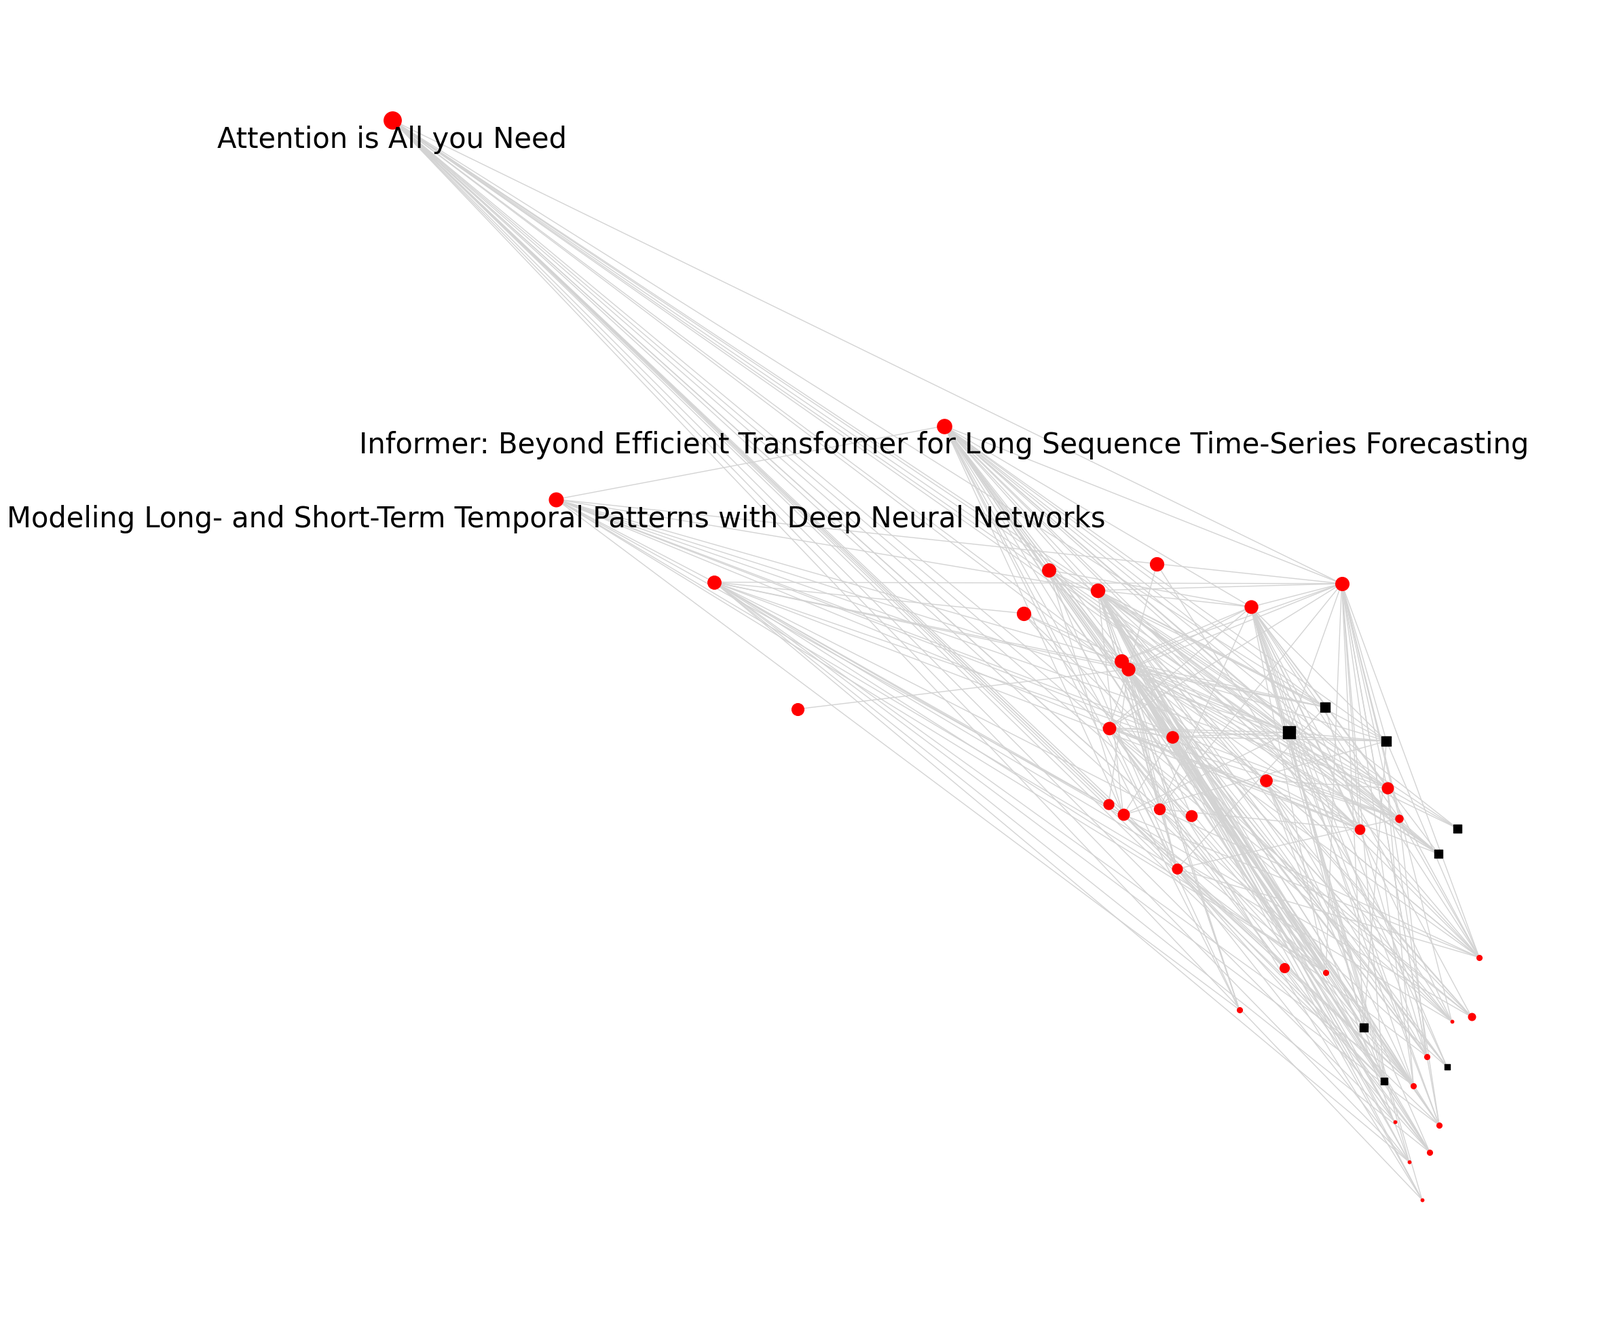 Attention is All you Need
Informer: Beyond Efficient Transformer for Long Sequence Time-Series Forecasting
Modeling Long- and Short-Term Temporal Patterns with Deep Neural Networks